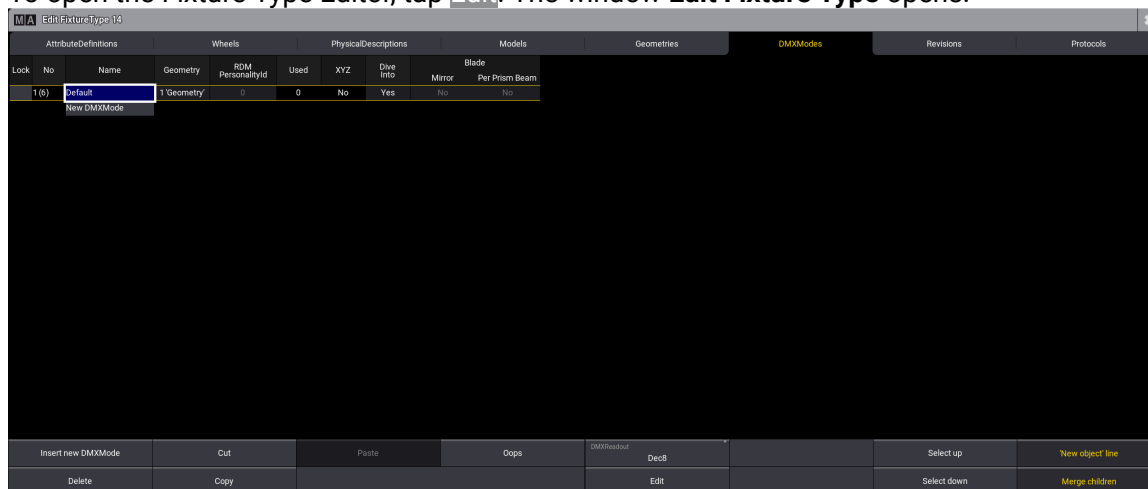 To open the Fixture Type Editor, tap Edit. The window Edit Fixture Type opens.
MA Edit FixtureType 14
AttributeDefinitions Wheels PhysicalDescriptions Models Geometries DMXModes Revisions Protocols
Lock No Name Geometry RDM PersonalityId Used XYZ Dive Into Blade Mirror Per Prism Beam
1 (6) Default 1 'Geometry' 0 0 No Yes No No
New DMXMode
DMXReadout
Insert new DMXMode Cut Paste Oops Dec8 Select up 'New object' line
Delete Copy Edit Select down Merge children